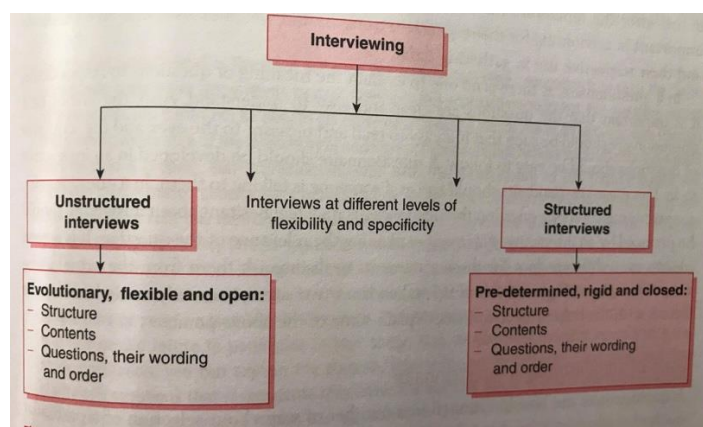 Interviewing
Unstructured
interviews
Interviews at different levels of
flexibility and specificity
Structured
interviews
Evolutionary, flexible and open:
– Structure
– Contents
– Questions, their wording
and order
Pre-determined, rigid and closed:
– Structure
– Contents
– Questions, their wording
and order